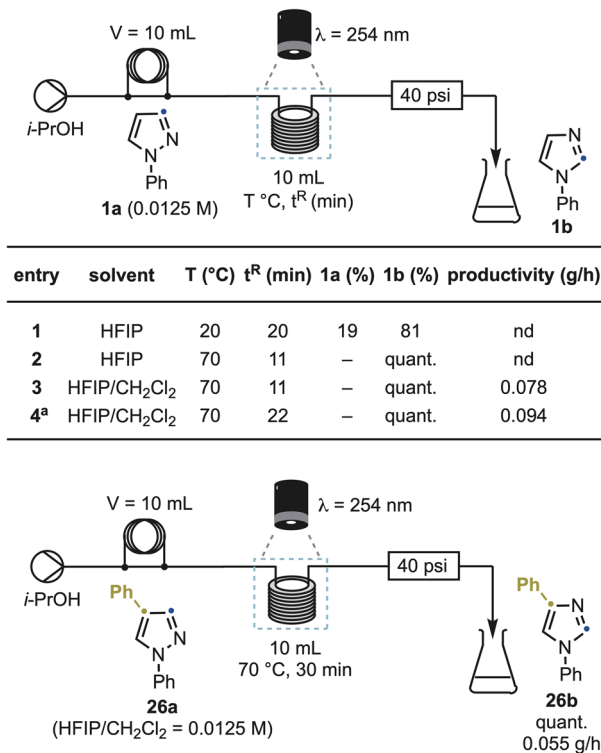 V = 10 mL
λ = 254 nm
40 psi
i-PrOH
N
N
Ph
1a (0.0125 M)
10 mL
T °C, tᴿ (min)
N
N
Ph
1b
entry solvent T (°C) tᴿ (min) 1a (%) 1b (%) productivity (g/h)
1 HFIP 20 20 19 81 nd
2 HFIP 70 11 – quant. nd
3 HFIP/CH₂Cl₂ 70 11 – quant. 0.078
4ᵃ HFIP/CH₂Cl₂ 70 22 – quant. 0.094
V = 10 mL
λ = 254 nm
40 psi
i-PrOH
Ph
N
N
Ph
26a
(HFIP/CH₂Cl₂ = 0.0125 M)
10 mL
70 °C, 30 min
Ph
N
N
Ph
26b
quant.
0.055 g/h